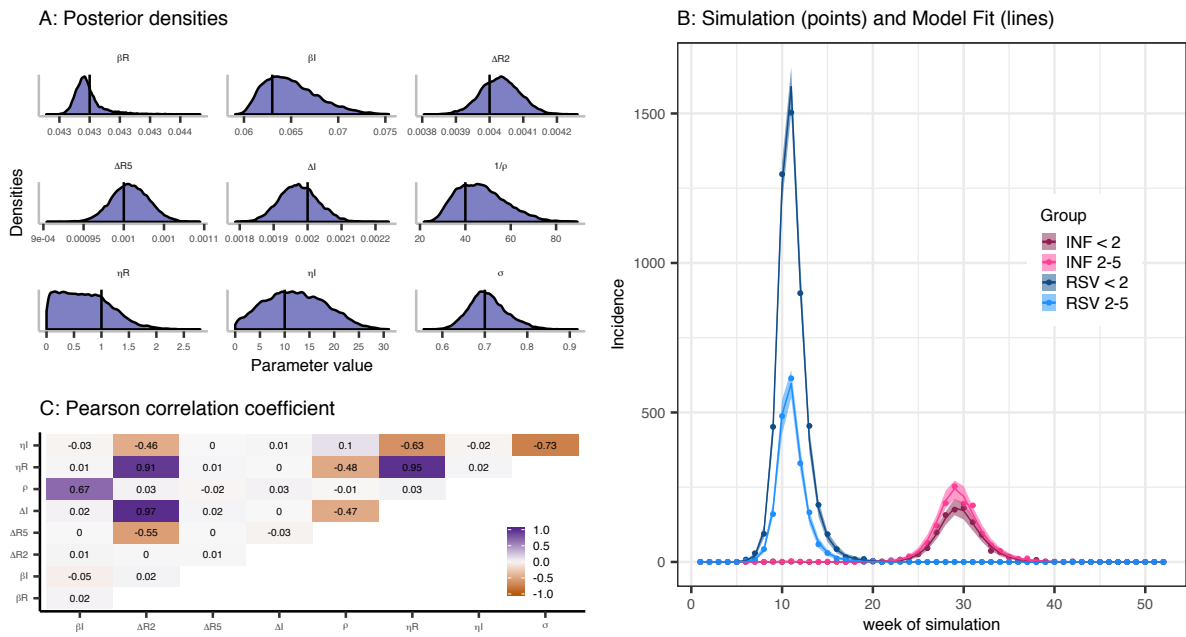 A: Posterior densities
βR
βI
ΔR2
0.043 0.043 0.043 0.043 0.044
0.06 0.065 0.07 0.075
0.0038 0.0039 0.004 0.0041 0.0042
ΔR5
ΔI
1/ρ
9e-04 0.00095 0.001 0.001 0.0011
0.0018 0.0019 0.002 0.0021 0.0022
20 40 60 80
ηR
ηI
σ
0 0.5 1 1.5 2 2.5
0 5 10 15 20 25 30
0.6 0.7 0.8 0.9
Densities
Parameter value
C: Pearson correlation coefficient
ηI -0.03 -0.46 0 0.01 0.1 -0.63 -0.02 -0.73
ηR 0.01 0.91 0.01 0 -0.48 0.95 0.02
ρ 0.67 0.03 -0.02 0.03 -0.01 0.03
ΔI 0.02 0.97 0.02 0 -0.47
ΔR5 0 -0.55 0 -0.03
ΔR2 0.01 0 0.01
βI -0.05 0.02
βR 0.02
βI ΔR2 ΔR5 ΔI ρ ηR ηI σ
1.0
0.5
0.0
-0.5
-1.0
B: Simulation (points) and Model Fit (lines)
Incidence
1500
1000
500
0
0 10 20 30 40 50
week of simulation
Group
INF < 2
INF 2-5
RSV < 2
RSV 2-5